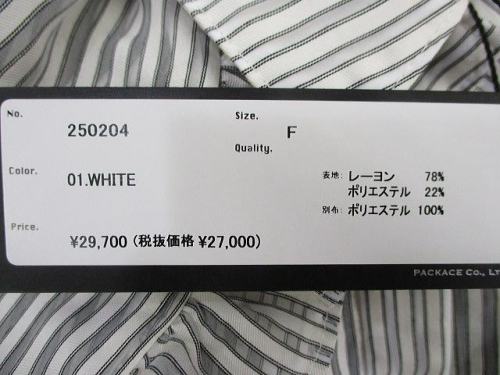 No. 250204
Size. F
Quality.
Color. 01.WHITE
表地: レーヨン 78%
ポリエステル 22%
別布: ポリエステル 100%
Price. ¥29,700 (税抜価格 ¥27,000)
PACKACE CO., LT